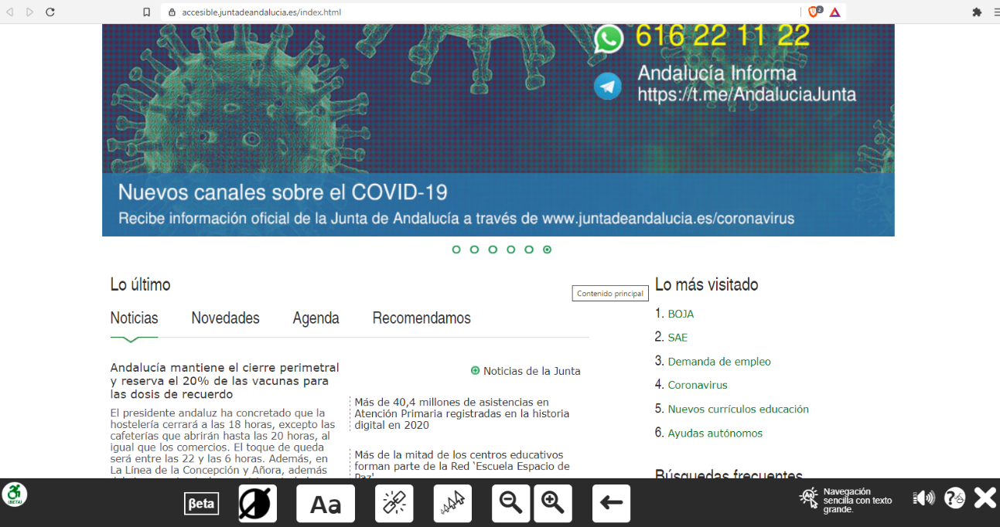 accesible.juntadeandalucia.es/index.html
2
616 22 11 22
Andalucía Informa
https://t.me/AndaluciaJunta
Nuevos canales sobre el COVID-19
Recibe información oficial de la Junta de Andalucía a través de www.juntadeandalucia.es/coronavirus
Lo último
Contenido principal
Noticias
Novedades
Agenda
Recomendamos
Andalucía mantiene el cierre perimetral
y reserva el 20% de las vacunas para
las dosis de recuerdo
El presidente andaluz ha concretado que la
hostelería cerrará a las 18 horas, excepto las
cafeterías que abrirán hasta las 20 horas, al
igual que los comercios. El toque de queda
será entre las 22 y las 6 horas. Además, en
La Línea de la Concepción y Añora, además
Noticias de la Junta
Más de 40,4 millones de asistencias en
Atención Primaria registradas en la historia
digital en 2020
Más de la mitad de los centros educativos
forman parte de la Red 'Escuela Espacio de
Paz'
Lo más visitado
1. BOJA
2. SAE
3. Demanda de empleo
4. Coronavirus
5. Nuevos currículos educación
6. Ayudas autónomos
Búsquedas frecuentes
¡BETA!
βeta
Aa
Navegación
sencilla con texto
grande.